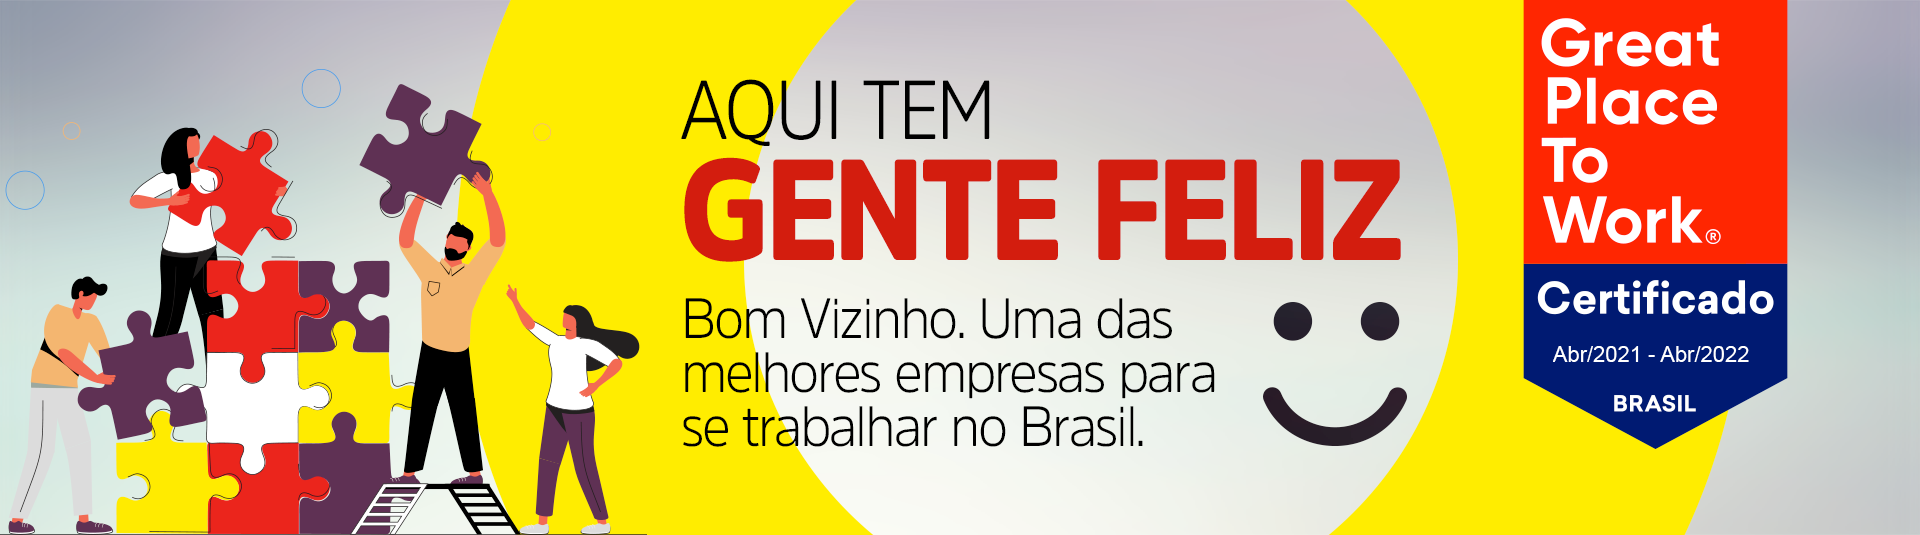 AQUI TEM
GENTE FELIZ
Bom Vizinho. Uma das
melhores empresas para
se trabalhar no Brasil.
Great
Place
To
Work®
Certificado
Abr/2021 - Abr/2022
BRASIL